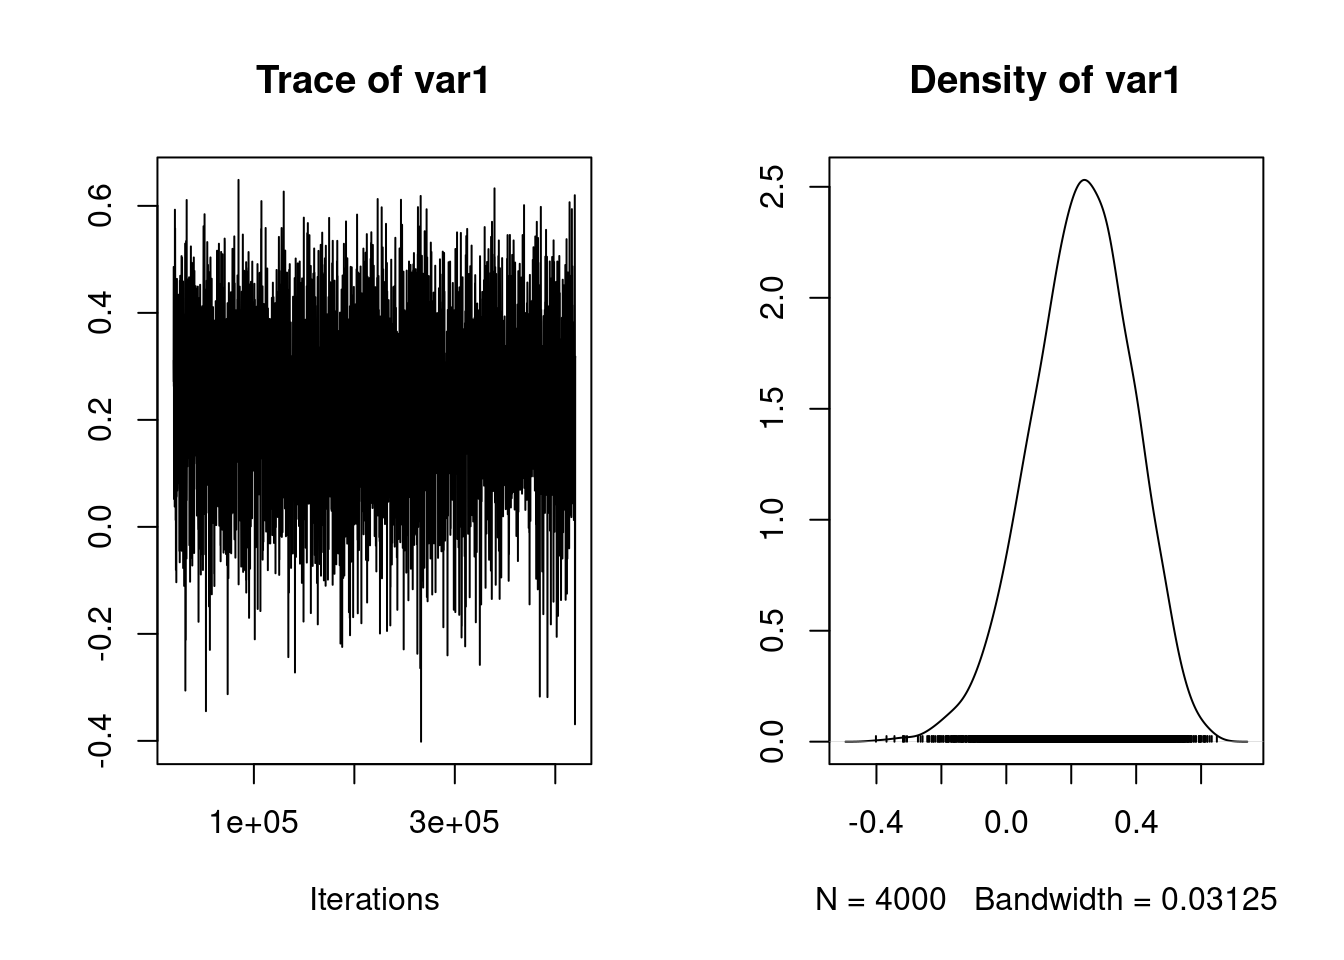 Trace of var1
0.6
0.4
0.2
0.0
-0.2
-0.4
1e+05 3e+05
Iterations
Density of var1
2.5
2.0
1.5
1.0
0.5
0.0
-0.4 0.0 0.4
N = 4000 Bandwidth = 0.03125